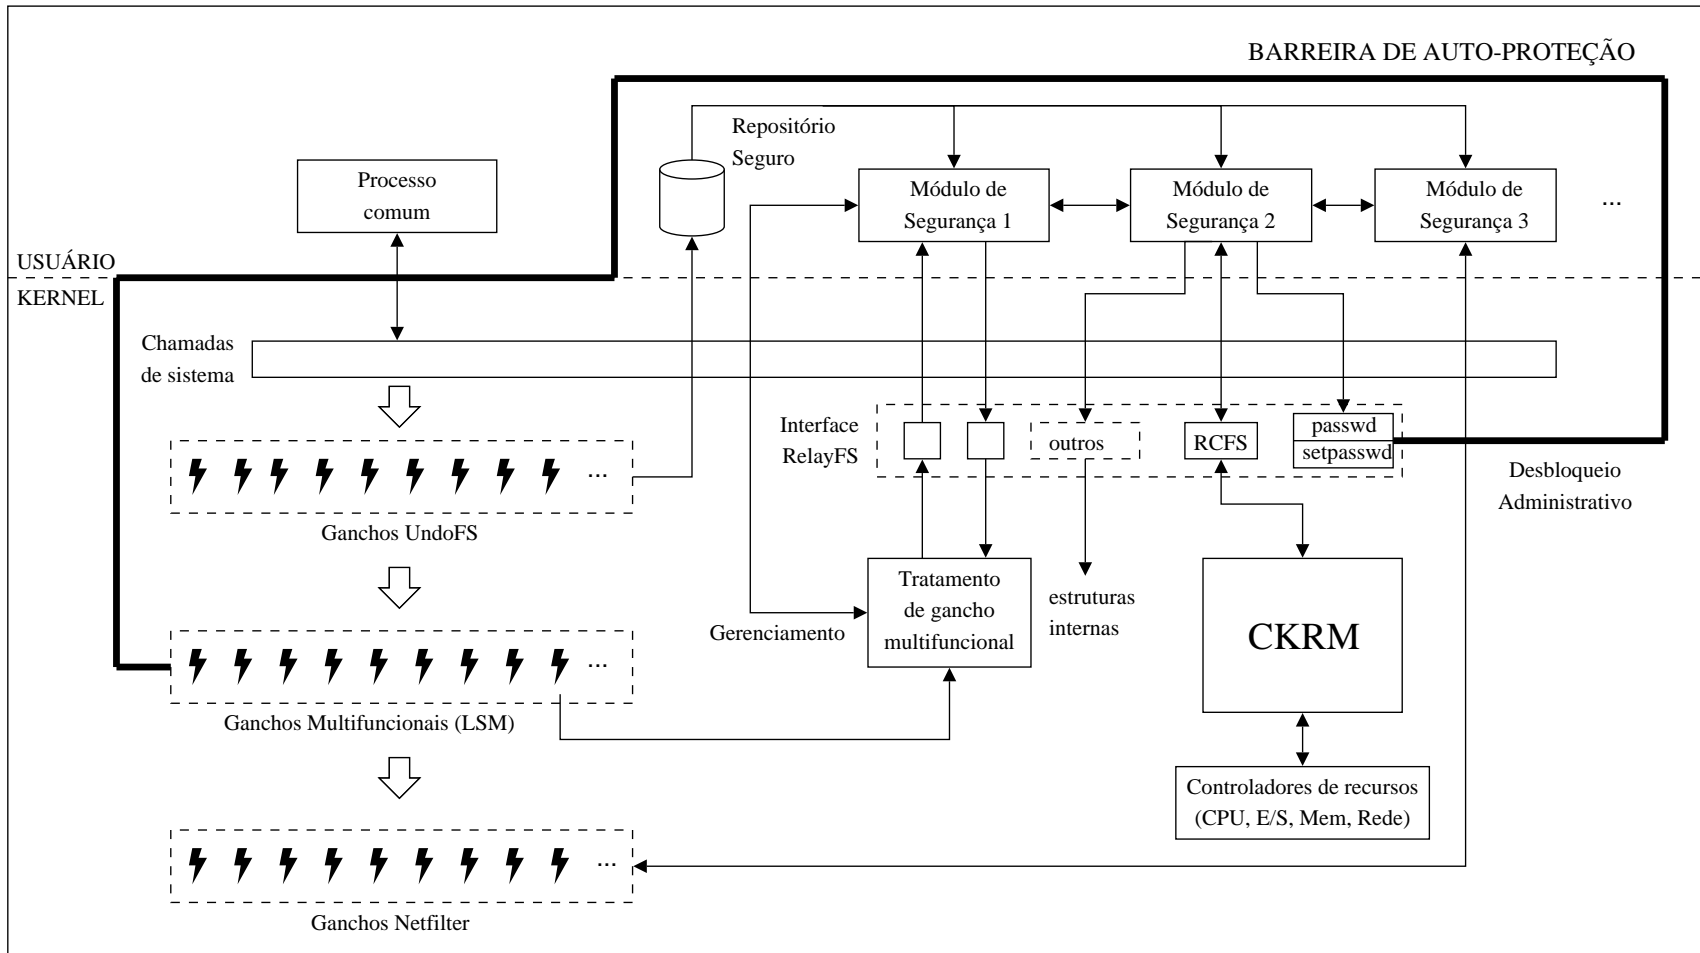 BARREIRA DE AUTO-PROTEÇÃO
Repositório
Seguro
Processo
comum
Módulo de
Segurança 1
Módulo de
Segurança 2
Módulo de
Segurança 3
...
USUÁRIO
KERNEL
Chamadas
de sistema
Interface
RelayFS
outros
RCFS
passwd
setpasswd
Desbloqueio
Administrativo
...
Ganchos UndoFS
Tratamento
de gancho
multifuncional
estruturas
internas
Gerenciamento
CKRM
...
Ganchos Multifuncionais (LSM)
Controladores de recursos
(CPU, E/S, Mem, Rede)
...
Ganchos Netfilter